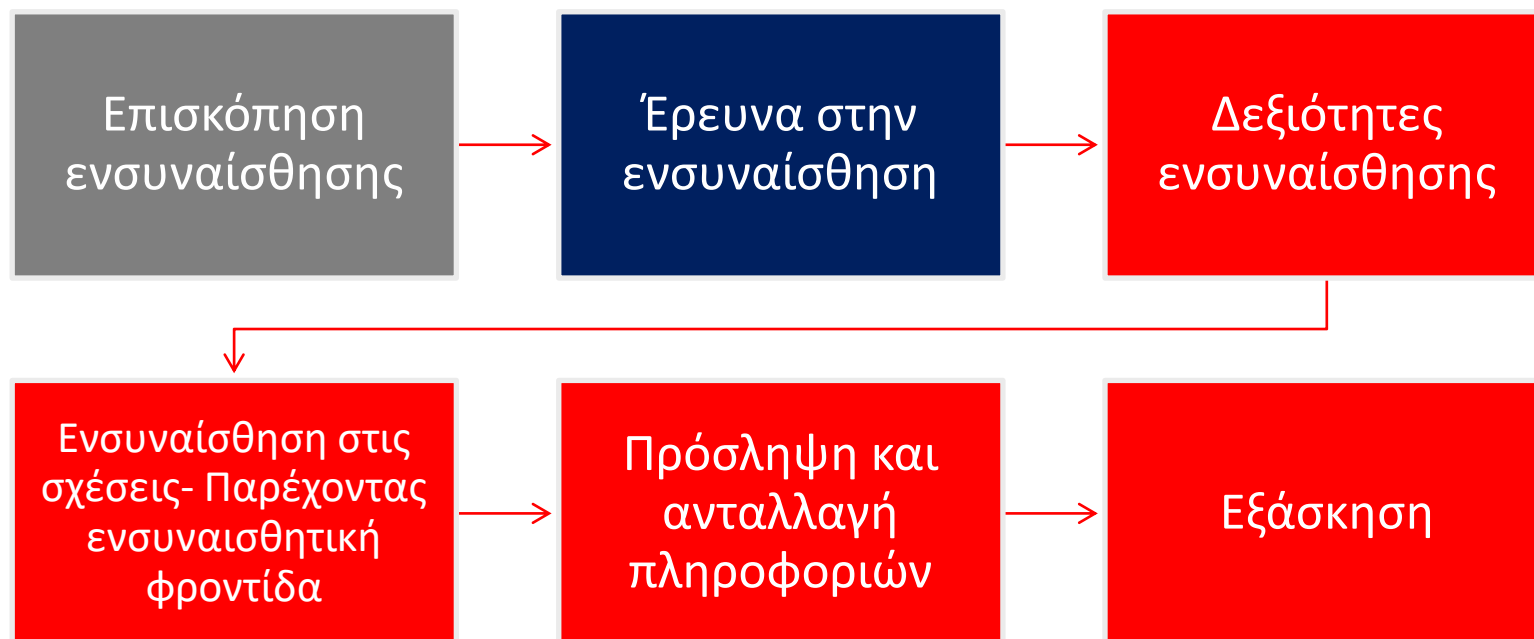 Επισκόπηση
ενσυναίσθησης
Έρευνα στην
ενσυναίσθηση
Δεξιότητες
ενσυναίσθησης
Ενσυναίσθηση στις
σχέσεις- Παρέχοντας
ενσυναισθητική
φροντίδα
Πρόσληψη και
ανταλλαγή
πληροφοριών
Εξάσκηση